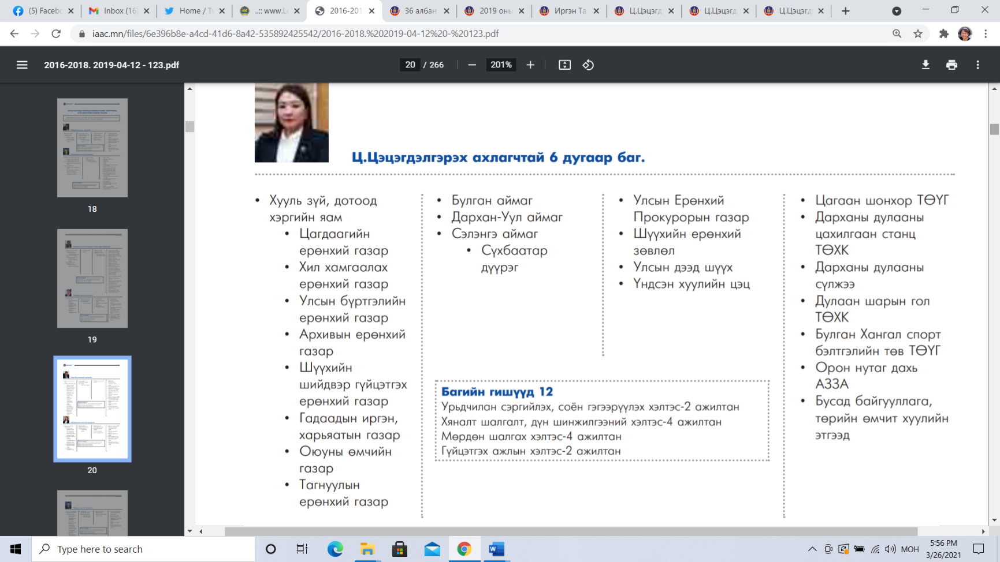 (5) Facebo
Inbox (16)
Home / Tw
..:: www.Le
2016-201
36 албан
2019 оны
Иргэн Та
Ц.Цэцэгд
Ц.Цэцэгд
Ц.Цэцэгд
iaac.mn/files/6e396b8e-a4cd-41d6-8a42-535892425542/2016-2018.%202019-04-12%20-%20123.pdf
2016-2018. 2019-04-12 - 123.pdf
20 / 266
201%
18
19
20
Ц.Цэцэгдэлгэрэх ахлагчтай 6 дугаар баг.
• Хууль зүй, дотоод
хэргийн яам
• Цагдаагийн
ерөнхий газар
• Хил хамгаалах
ерөнхий газар
• Улсын бүртгэлийн
ерөнхий газар
• Архивын ерөнхий
газар
• Шүүхийн
шийдвэр гүйцэтгэх
ерөнхий газар
• Гадаадын иргэн,
харьяатын газар
• Оюуны өмчийн
газар
• Тагнуулын
ерөнхий газар
• Булган аймаг
• Дархан-Уул аймаг
• Сэлэнгэ аймаг
• Сүхбаатар
дүүрэг
• Улсын Ерөнхий
Прокурорын газар
• Шүүхийн ерөнхий
зөвлөл
• Улсын дээд шүүх
• Үндсэн хуулийн цэц
• Цагаан шонхор ТӨҮГ
• Дарханы дулааны
цахилгаан станц
ТӨХК
• Дарханы дулааны
сүлжээ
• Дулаан шарын гол
ТӨХК
• Булган Хангал спорт
бэлтгэлийн төв ТӨҮГ
• Орон нутаг дахь
АЗЗА
• Бусад байгууллага,
төрийн өмчит хуулийн
этгээд
Багийн гишүүд 12
Урьдчилан сэргийлэх, соён гэгээрүүлэх хэлтэс-2 ажилтан
Хяналт шалгалт, дүн шинжилгээний хэлтэс-4 ажилтан
Мөрдөн шалгах хэлтэс-4 ажилтан
Гүйцэтгэх ажлын хэлтэс-2 ажилтан
Type here to search
МОН
5:56 PM
3/26/2021